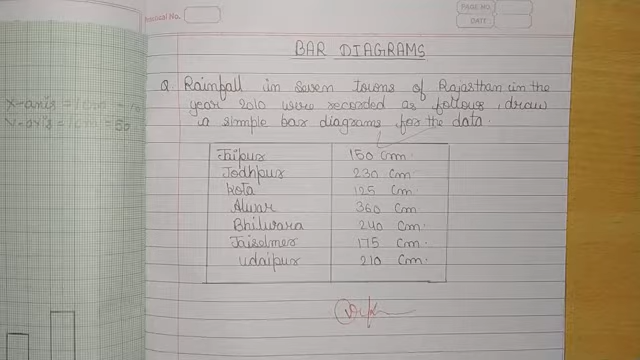 Practical No.
PAGE NO.
DATE:
BAR DIAGRAMS
Q. Rainfall in seven towns of Rajasthan in the
year 2010 were recorded as follows, draw
a simple bar diagrams for the data.
Jaipur 150 cm
Jodhpur 230 cm
Kota 125 cm
Alwar 360 cm
Bhilwara 240 cm
Jaiselmer 175 cm
Udaipur 210 cm
X-axis = 1cm =
Y-axis = 1cm = 50